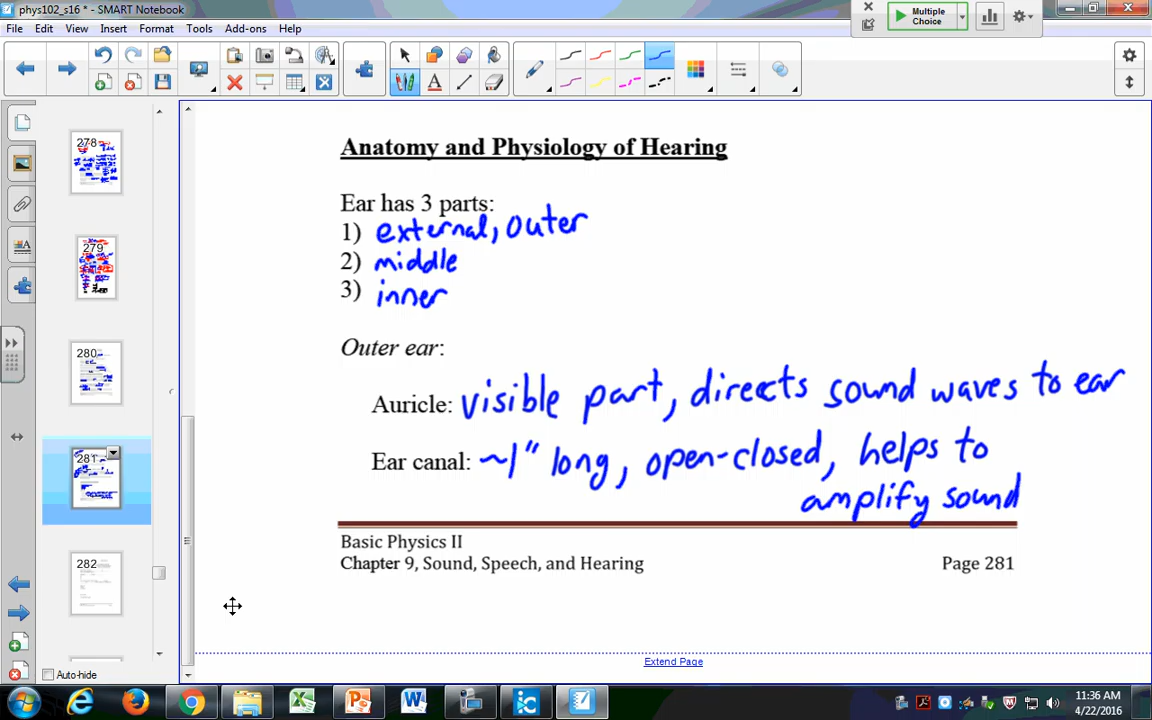 phys102_s16 * - SMART Notebook
Multiple
Choice
File Edit View Insert Format Tools Add-ons Help
278
279
280
281
282
Anatomy and Physiology of Hearing
Ear has 3 parts:
1) external, outer
2) middle
3) inner
Outer ear:
Auricle: visible part, directs sound waves to ear
Ear canal: ~1" long, open-closed, helps to
amplify sound
Basic Physics II
Chapter 9, Sound, Speech, and Hearing Page 281
Extend Page
Auto-hide
11:36 AM
4/22/2016